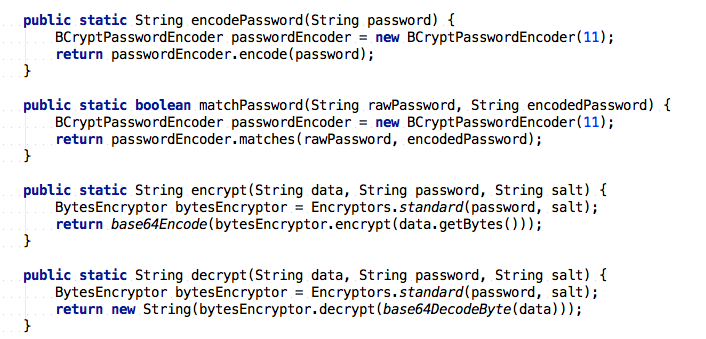 public static String encodePassword(String password) {
    BCryptPasswordEncoder passwordEncoder = new BCryptPasswordEncoder(11);
    return passwordEncoder.encode(password);
}
public static boolean matchPassword(String rawPassword, String encodedPassword) {
    BCryptPasswordEncoder passwordEncoder = new BCryptPasswordEncoder(11);
    return passwordEncoder.matches(rawPassword, encodedPassword);
}
public static String encrypt(String data, String password, String salt) {
    BytesEncryptor bytesEncryptor = Encryptors.standard(password, salt);
    return base64Encode(bytesEncryptor.encrypt(data.getBytes()));
}
public static String decrypt(String data, String password, String salt) {
    BytesEncryptor bytesEncryptor = Encryptors.standard(password, salt);
    return new String(bytesEncryptor.decrypt(base64DecodeByte(data)));
}